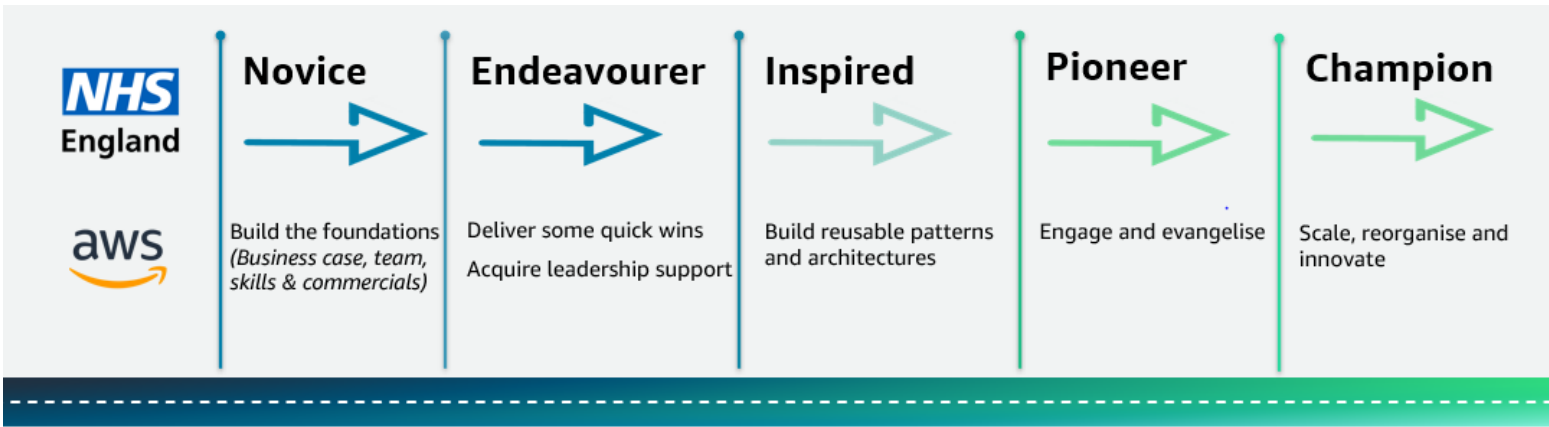 NHS
England
aws
Novice
Build the foundations
(Business case, team,
skills & commercials)
Endeavourer
Deliver some quick wins
Acquire leadership support
Inspired
Build reusable patterns
and architectures
Pioneer
Engage and evangelise
Champion
Scale, reorganise and
innovate